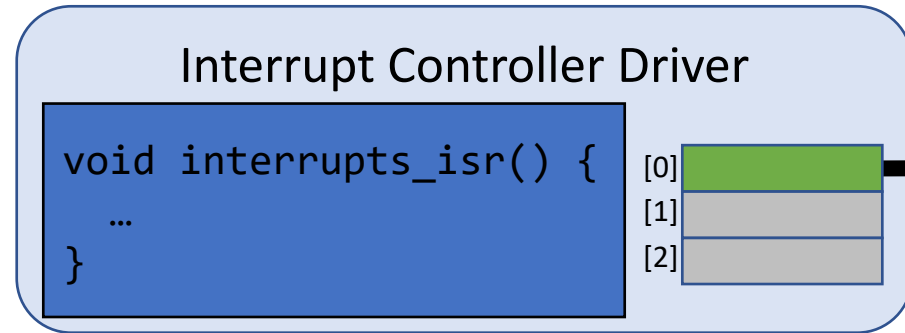 Interrupt Controller Driver
void interrupts_isr() {
…
}
[0]
[1]
[2]